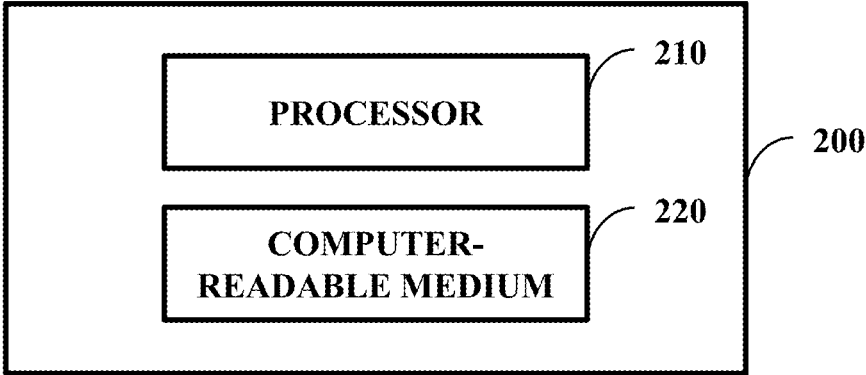 210
PROCESSOR
200
220
COMPUTER-
READABLE MEDIUM